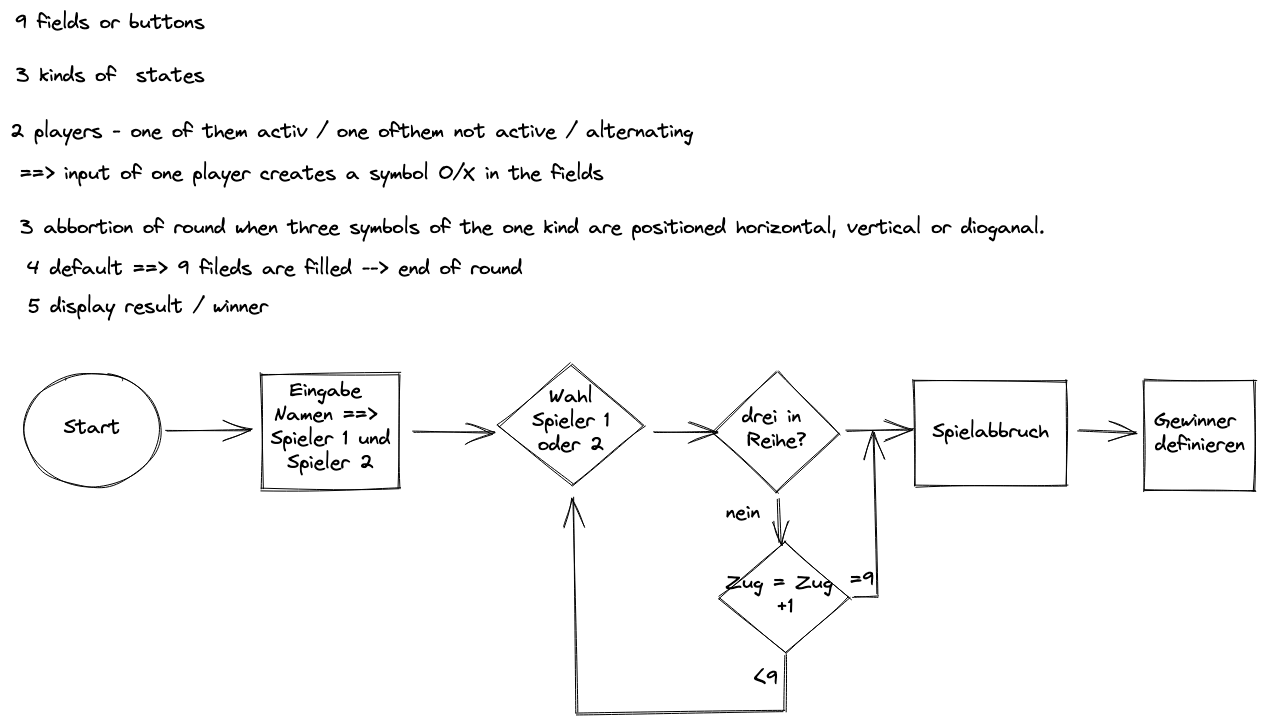 9 fields or buttons
3 kinds of states
2 players - one of them activ / one ofthem not active / alternating
==> input of one player creates a symbol O/X in the fields
3 abbortion of round when three symbols of the one kind are positioned horizontal, vertical or dioganal.
4 default ==> 9 fileds are filled --> end of round
5 display result / winner
Start
Eingabe
Namen ==>
Spieler 1 und
Spieler 2
Wahl
Spieler 1
oder 2
drei in
Reihe?
Spielabbruch
Gewinner
definieren
nein
Zug = Zug
+1
=9
<9